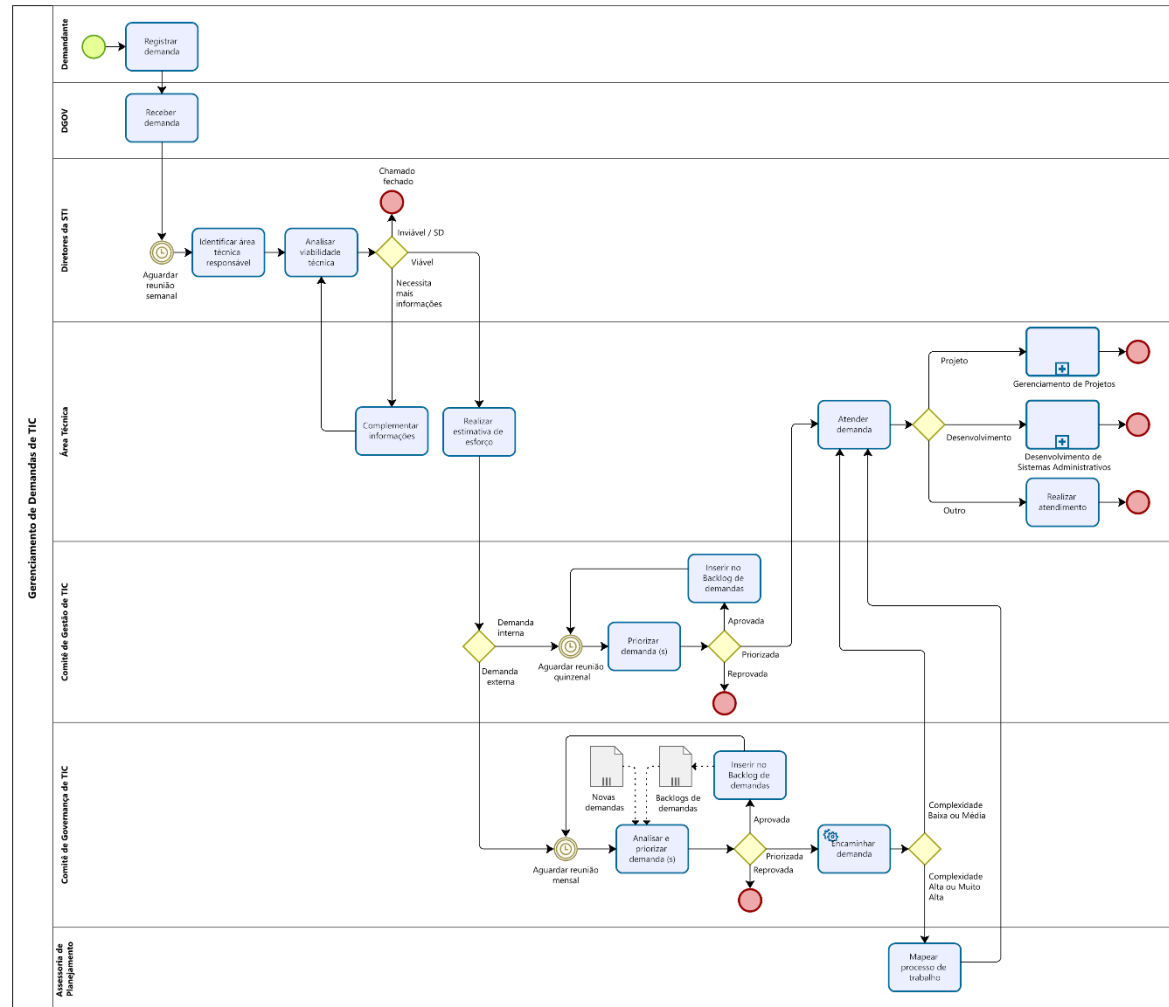 Gerenciamento de Demandas de TIC
Demandante
Registrar
demanda
DGOV
Receber
demanda
Diretores da STI
Aguardar
reunião
semanal
Identificar área
técnica
responsável
Analisar
viabilidade
técnica
Chamado
fechado
Inviável / SD
Viável
Necessita
mais
informações
Área Técnica
Complementar
informações
Realizar
estimativa de
esforço
Atender
demanda
Projeto
Gerenciamento de Projetos
Desenvolvimento
Desenvolvimento de
Sistemas Administrativos
Outro
Realizar
atendimento
Comitê de Gestão de TIC
Demanda
interna
Demanda
externa
Aguardar reunião
quinzenal
Priorizar
demanda (s)
Inserir no
Backlog de
demandas
Aprovada
Priorizada
Reprovada
Comitê de Governança de TIC
Aguardar reunião
mensal
Novas
demandas
Backlogs de
demandas
Analisar e
priorizar
demanda (s)
Inserir no
Backlog de
demandas
Aprovada
Priorizada
Reprovada
Encaminhar
demanda
Complexidade
Baixa ou Média
Complexidade
Alta ou Muito
Alta
Assessoria de
Planejamento
Mapear
processo de
trabalho